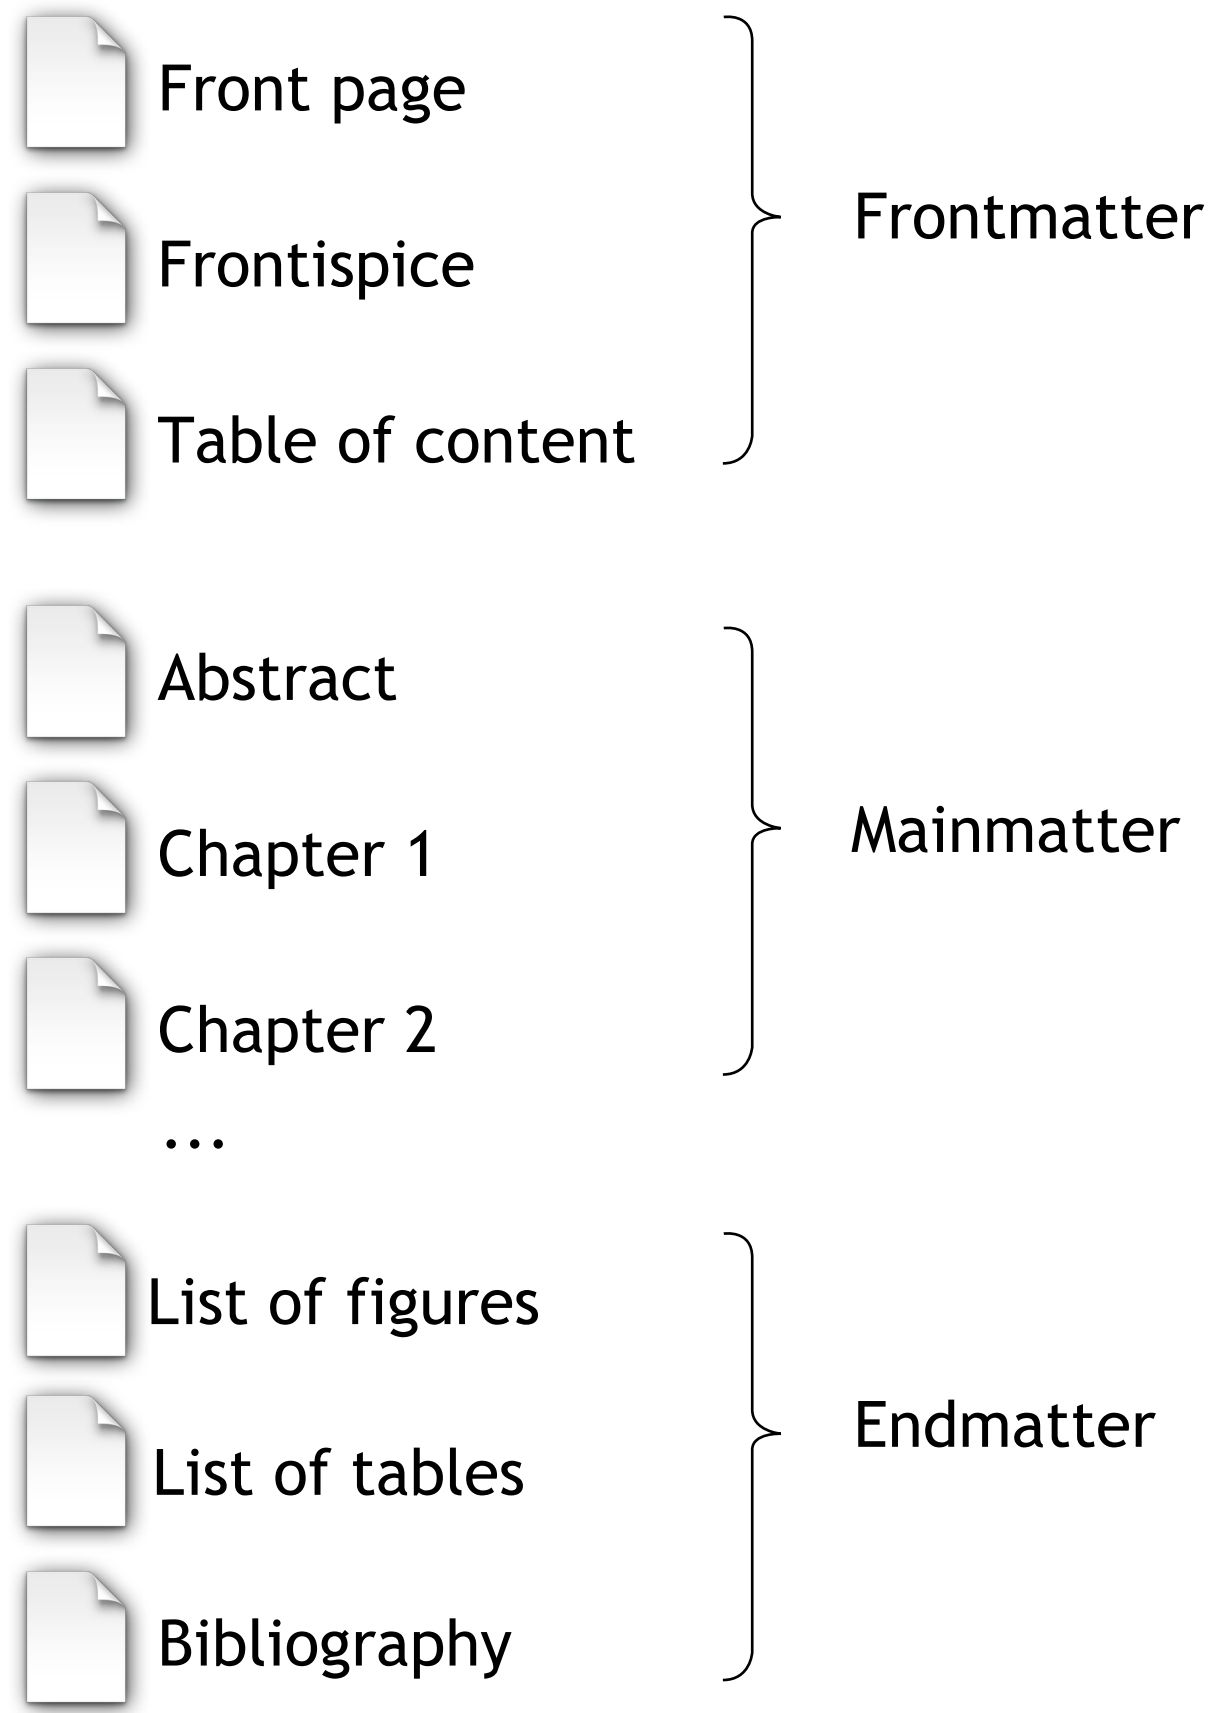 Front page
Frontispice
Table of content
Frontmatter
Abstract
Chapter 1
Chapter 2
...
Mainmatter
List of figures
List of tables
Bibliography
Endmatter